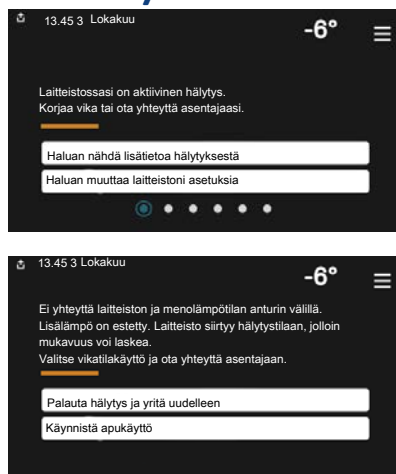 13.45 3 Lokakuu
-6°
Laitteistossasi on aktiivinen hälytys.
Korjaa vika tai ota yhteyttä asentajaasi.
Haluan nähdä lisätietoa hälytyksestä
Haluan muuttaa laitteistoni asetuksia
13.45 3 Lokakuu
-6°
Ei yhteyttä laitteiston ja menolämpötilan anturin välillä.
Lisälämpö on estetty. Laitteisto siirtyy hälytystilaan, jolloin
mukavuus voi laskea.
Valitse vikatilakäyttö ja ota yhteyttä asentajaan.
Palauta hälytys ja yritä uudelleen
Käynnistä apukäyttö